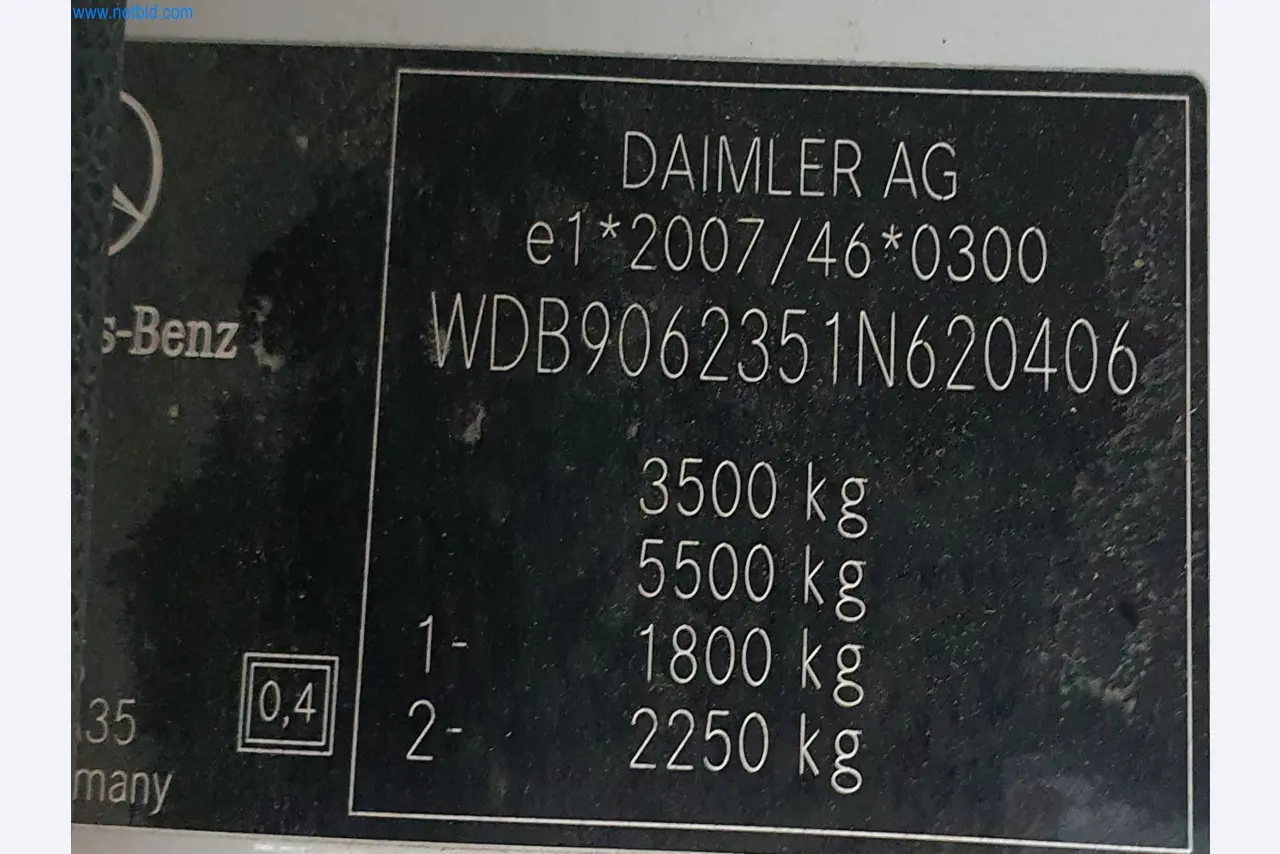 www.netbid.com
DAIMLER AG
e1*2007/46*0300
s-Benz
WDB9062351N620406
3500 kg
5500 kg
1- 1800 kg
0,4
35
2- 2250 kg
many